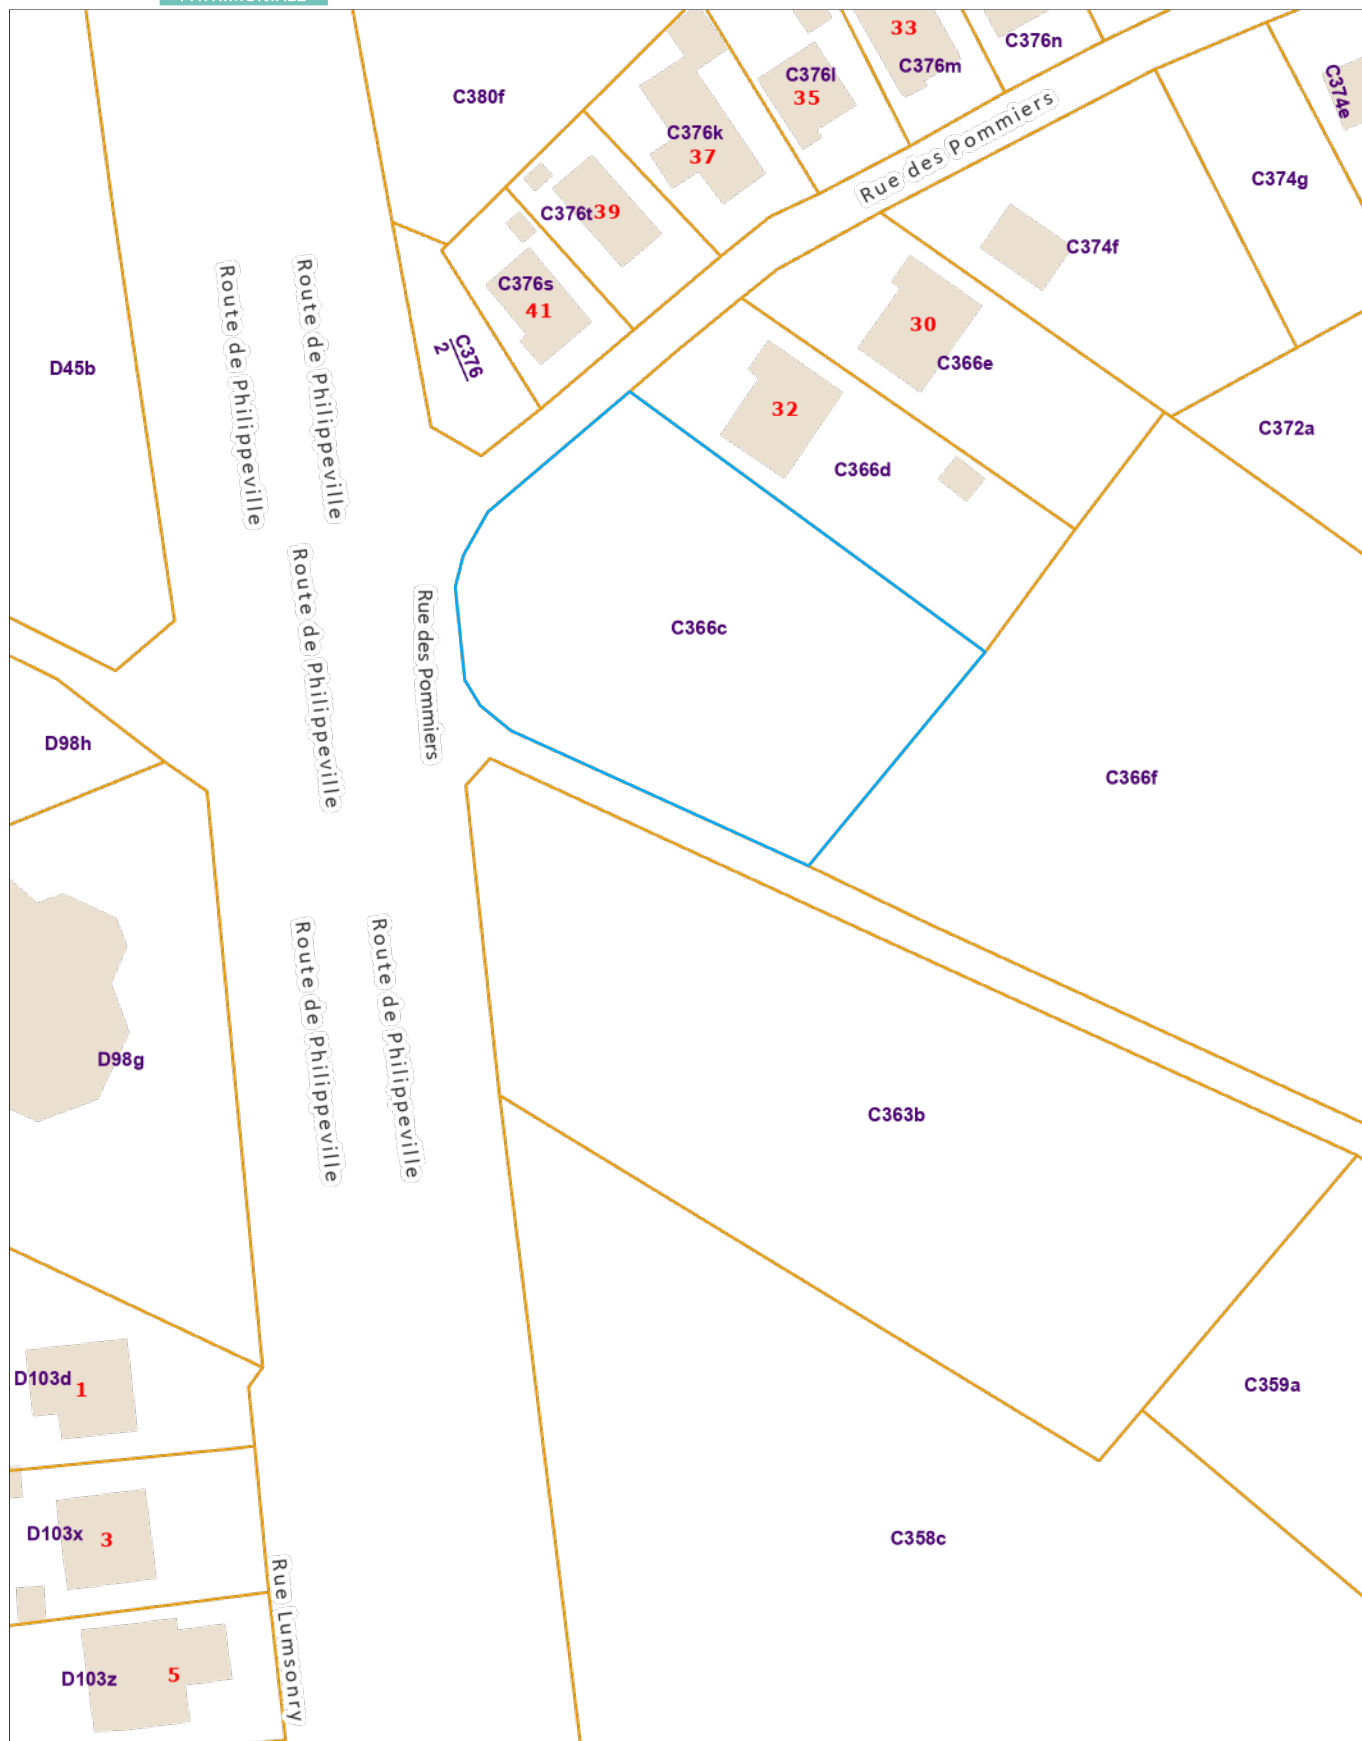 C380f
C376k
37
C376l
35
33
C376m
C376n
C374e
Rue des Pommiers
C374g
C376t
39
C374f
C376s
41
C376
2
30
C366e
D45b
Route de Philippeville
Route de Philippeville
32
C366d
C372a
Route de Philippeville
Rue des Pommiers
C366c
D98h
C366f
D98g
Route de Philippeville
Route de Philippeville
C363b
D103d
1
C359a
D103x
3
C358c
Rue Lumsonry
D103z
5